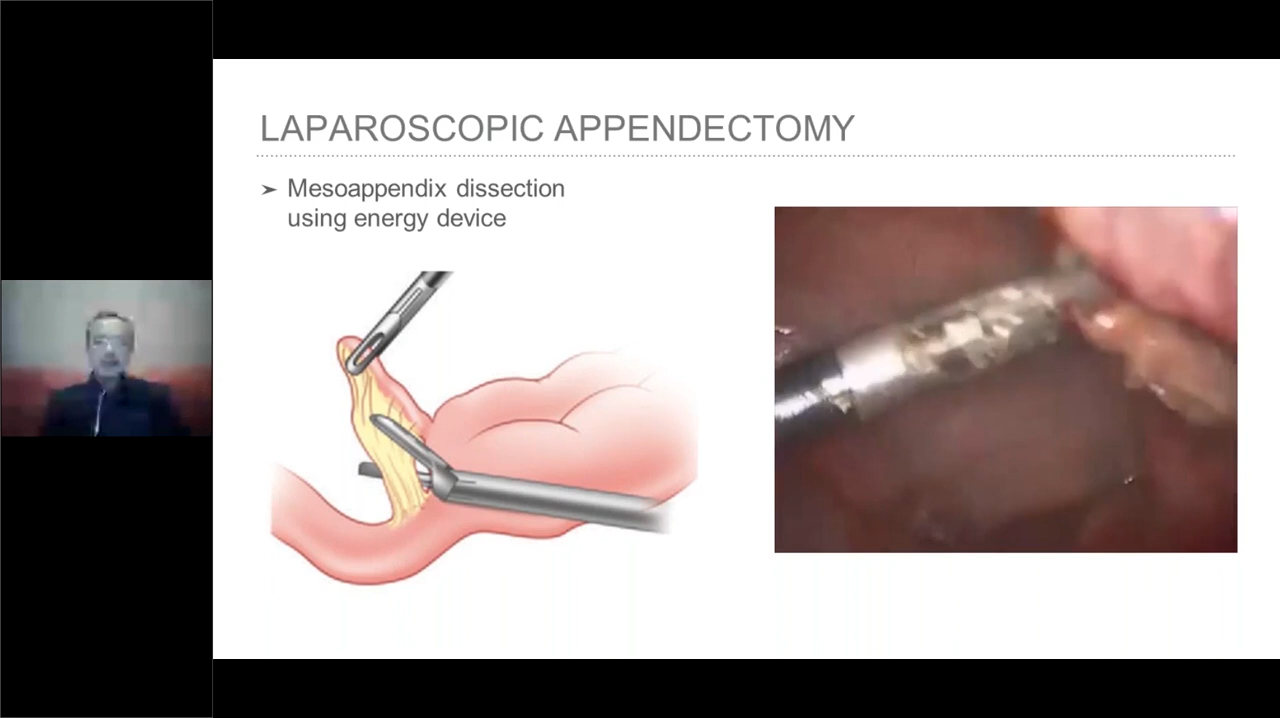 LAPAROSCOPIC APPENDECTOMY
➤ Mesoappendix dissection
using energy device